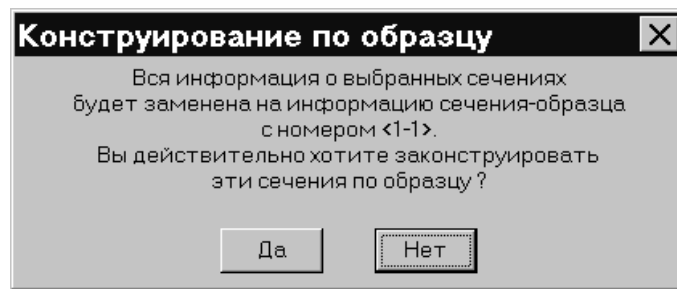 Конструирование по образцу
Вся информация о выбранных сечениях
будет заменена на информацию сечения-образца
с номером <1-1>.
Вы действительно хотите законструировать
эти сечения по образцу ?
Да
Нет